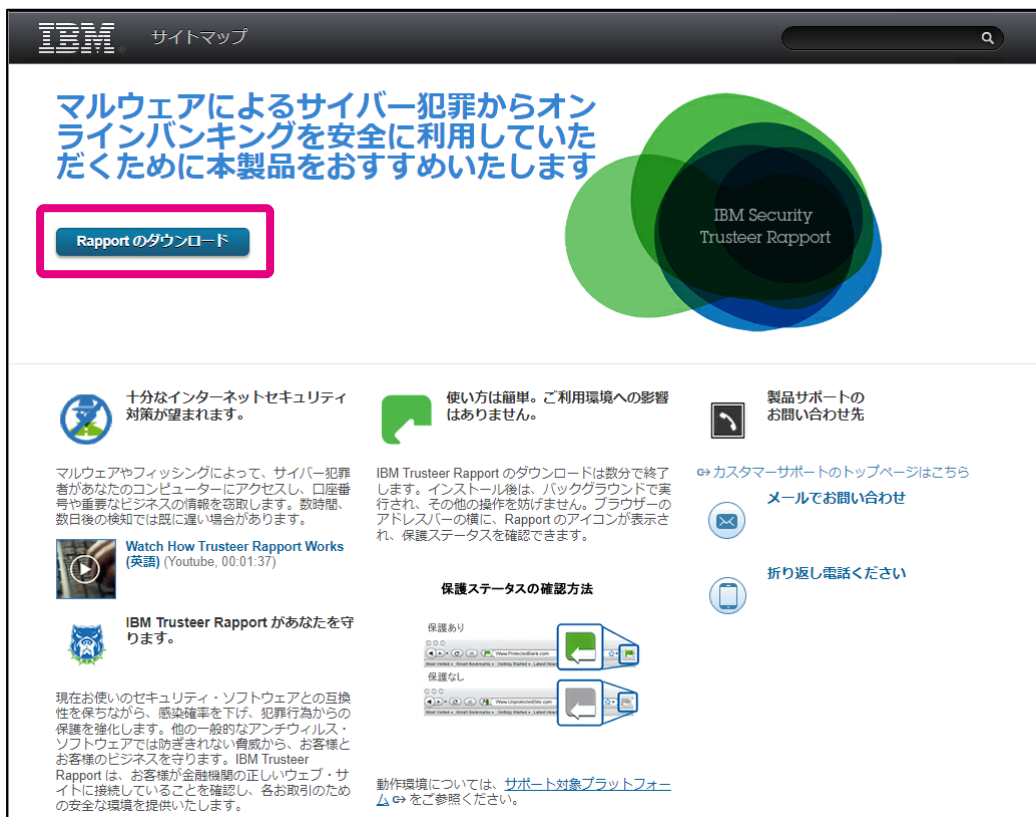 IBM®
サイトマップ
マルウェアによるサイバー犯罪からオン
ラインバンキングを安全に利用していた
だくために本製品をおすすめいたします
Rapport のダウンロード
IBM Security
Trusteer Rapport
十分なインターネットセキュリティ
対策が望まれます。
マルウェアやフィッシングによって、サイバー犯罪
者があなたのコンピューターにアクセスし、口座番
号や重要なビジネスの情報を窃取します。数時間、
数日後の検知では既に遅い場合があります。
Watch How Trusteer Rapport Works
(英語) (Youtube, 00:01:37)
IBM Trusteer Rapport があなたを守
ります。
現在お使いのセキュリティ・ソフトウェアとの互換
性を保ちながら、感染確率を下げ、犯罪行為からの
保護を強化します。他の一般的なアンチウィルス・
ソフトウェアでは防ぎきれない脅威から、お客様と
お客様のビジネスを守ります。IBM Trusteer
Rapport は、お客様が金融機関の正しいウェブ・サ
イトに接続していることを確認し、各お取引のため
の安全な環境を提供いたします。
使い方は簡単。ご利用環境への影響
はありません。
IBM Trusteer Rapport のダウンロードは数分で終了
します。インストール後は、バックグラウンドで実
行され、その他の操作を妨げません。ブラウザーの
アドレスバーの横に、Rapport のアイコンが表示さ
れ、保護ステータスを確認できます。
保護ステータスの確認方法
保護あり
www.ProtectedBank.com
Most Visited Smart Bookmarks Getting Started
保護なし
www.UnprotectedSite.com
Most Visited Smart Bookmarks Getting Started
動作環境については、サポート対象プラットフォー
ム をご参照ください。
製品サポートの
お問い合わせ先
カスタマーサポートのトップページはこちら
メールでお問い合わせ
折り返し電話ください